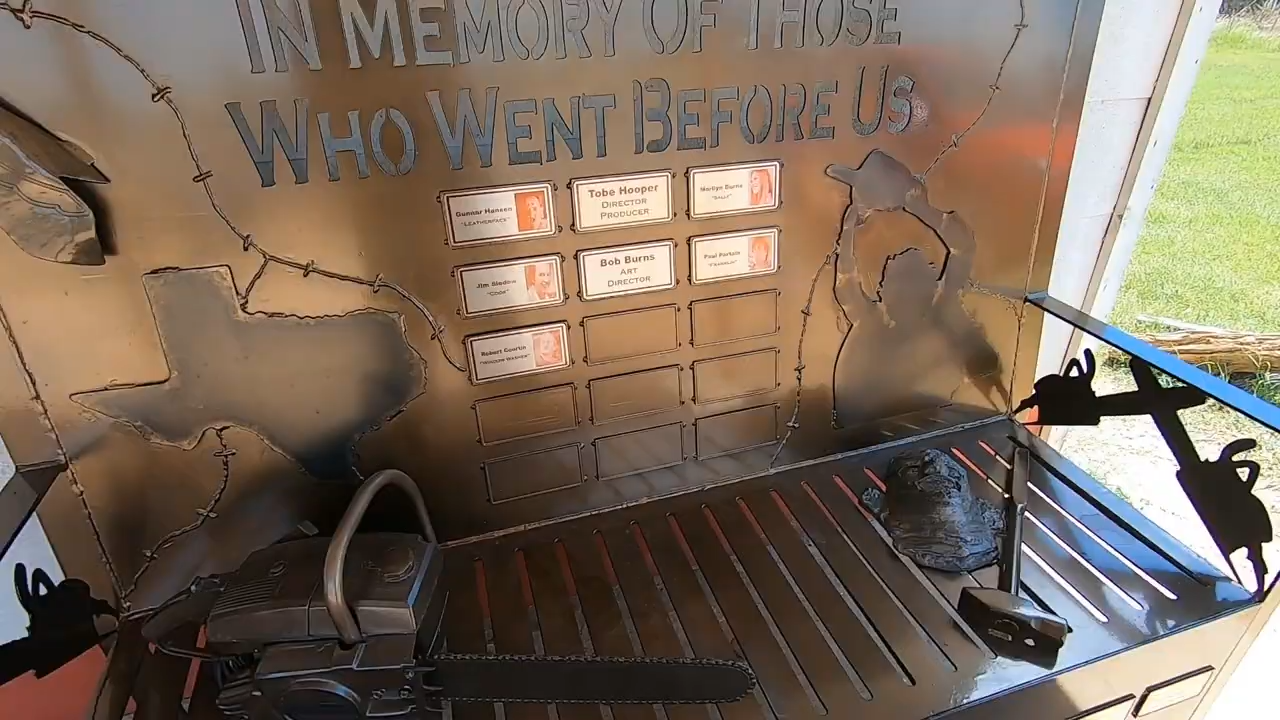 IN MEMORY OF THOSE
WHO WENT BEFORE US
Gunnar Hansen
"LEATHERFACE"
Tobe Hooper
DIRECTOR
PRODUCER
Marilyn Burns
"SALLY"
Jim Siedow
"COOK"
Bob Burns
ART
DIRECTOR
Paul Partain
"FRANKLIN"
Robert Courtin
"WINDOW WASHER"